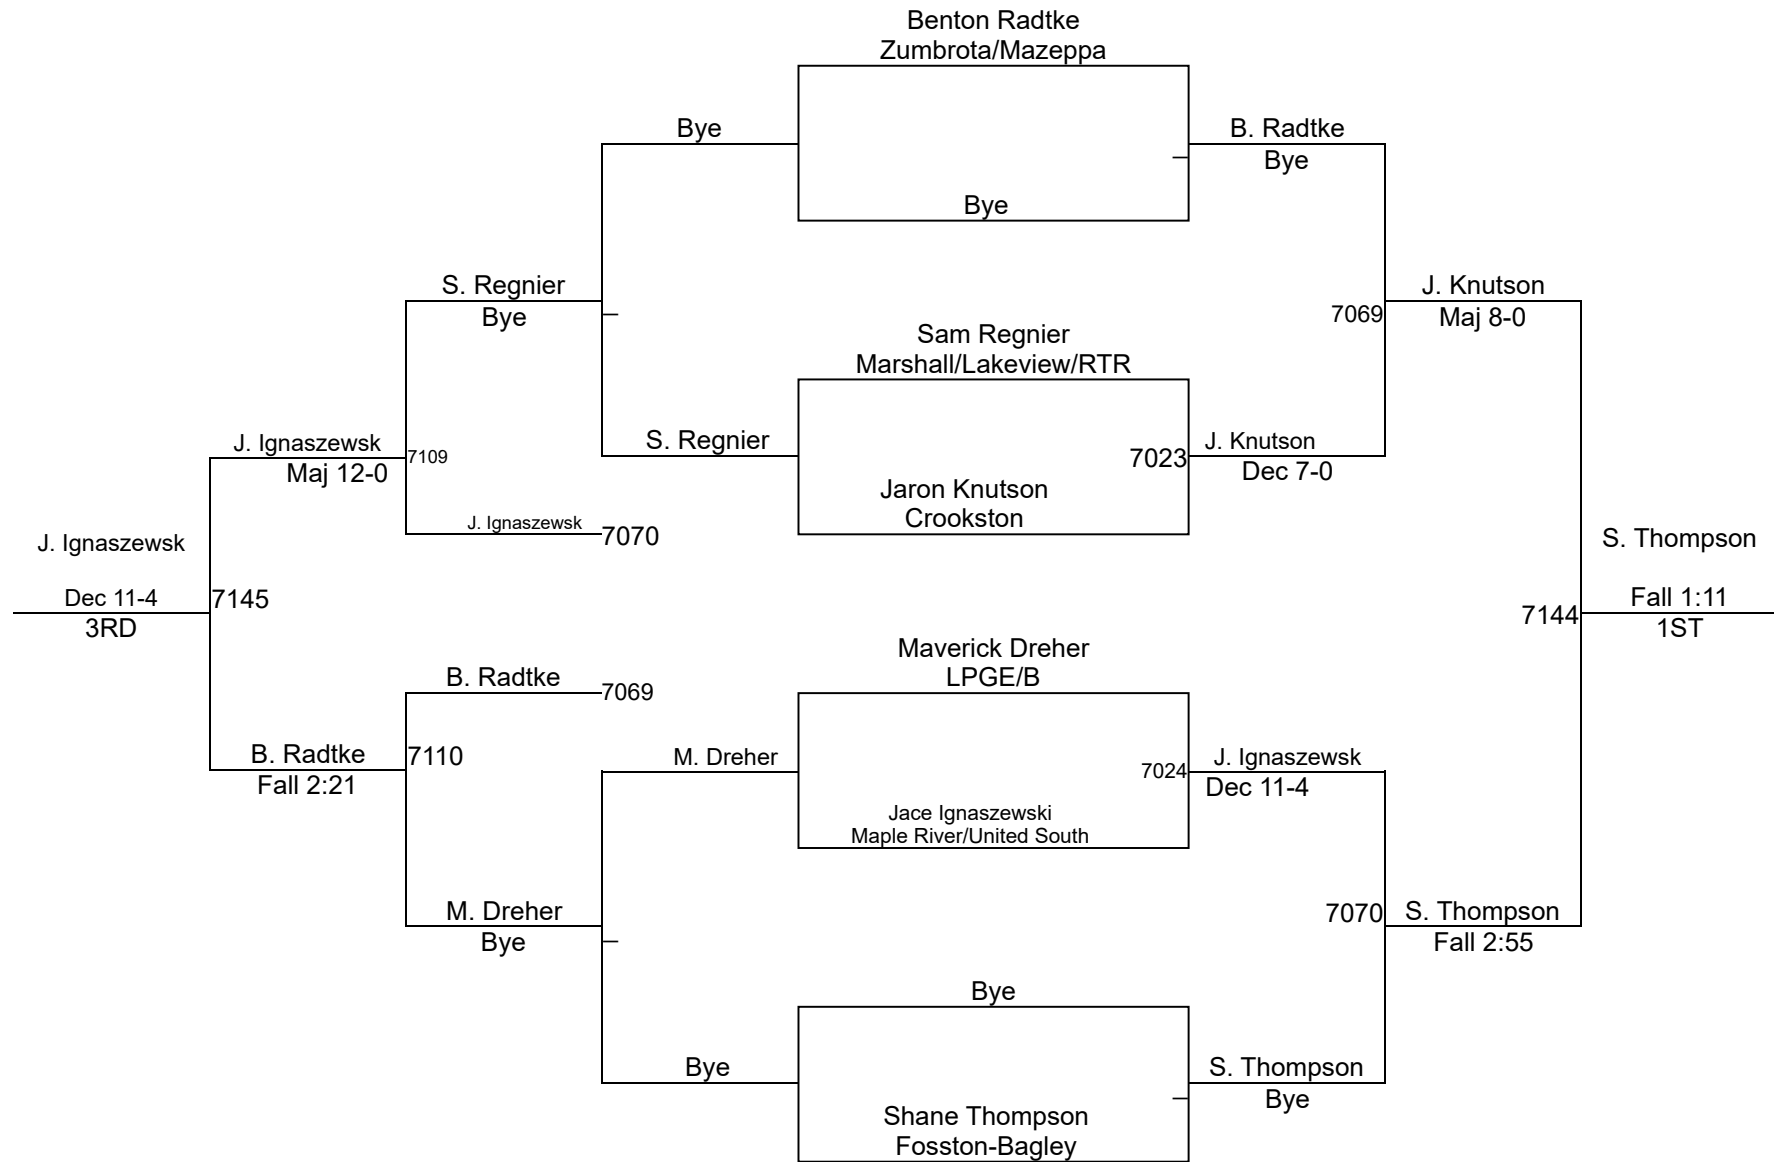 Benton Radtke
Zumbrota/Mazeppa
Bye
B. Radtke
Bye
Bye
S. Regnier
Bye
J. Knutson
7069
Maj 8-0
Sam Regnier
Marshall/Lakeview/RTR
J. Ignaszewsk
7109
Maj 12-0
S. Regnier
7023
J. Knutson
Dec 7-0
Jaron Knutson
Crookston
J. Ignaszewsk
7070
J. Ignaszewsk
Dec 11-4
7145
3RD
S. Thompson
Fall 1:11
7144
1ST
Maverick Dreher
LPGE/B
B. Radtke
7069
B. Radtke
7110
Fall 2:21
M. Dreher
7024
J. Ignaszewsk
Dec 11-4
Jace Ignaszewski
Maple River/United South
M. Dreher
Bye
7070
S. Thompson
Fall 2:55
Bye
Bye
S. Thompson
Bye
Shane Thompson
Fosston-Bagley